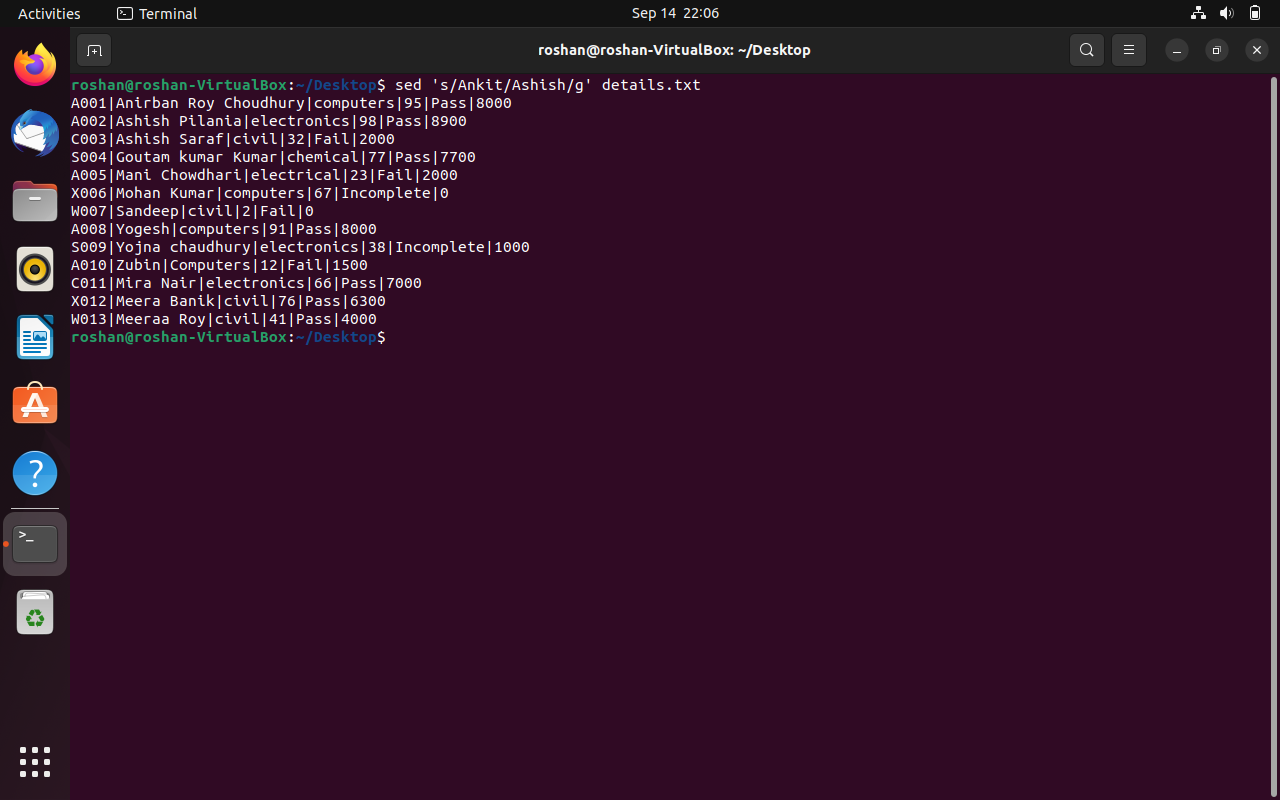 Activities Terminal Sep 14 22:06
roshan@roshan-VirtualBox: ~/Desktop
roshan@roshan-VirtualBox:~/Desktop$ sed 's/Ankit/Ashish/g' details.txt
A001|Anirban Roy Choudhury|computers|95|Pass|8000
A002|Ashish Pilania|electronics|98|Pass|8900
C003|Ashish Saraf|civil|32|Fail|2000
S004|Goutam kumar Kumar|chemical|77|Pass|7700
A005|Mani Chowdhari|electrical|23|Fail|2000
X006|Mohan Kumar|computers|67|Incomplete|0
W007|Sandeep|civil|2|Fail|0
A008|Yogesh|computers|91|Pass|8000
S009|Yojna chaudhury|electronics|38|Incomplete|1000
A010|Zubin|Computers|12|Fail|1500
C011|Mira Nair|electronics|66|Pass|7000
X012|Meera Banik|civil|76|Pass|6300
W013|Meeraa Roy|civil|41|Pass|4000
roshan@roshan-VirtualBox:~/Desktop$